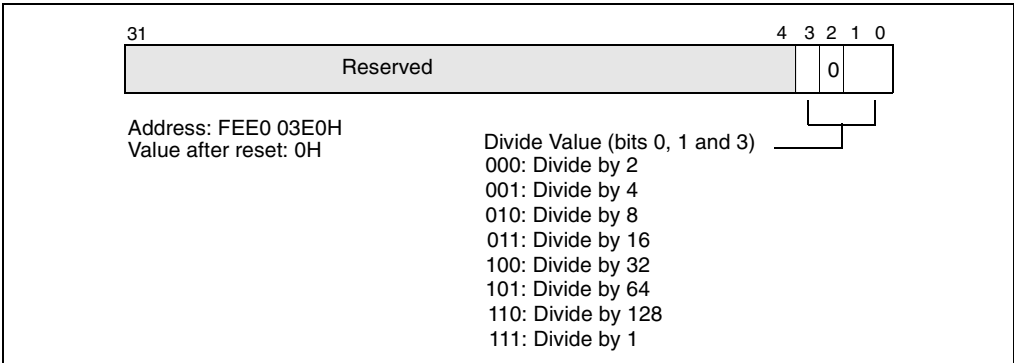 31 4 3 2 1 0
Reserved 0
Address: FEE0 03E0H
Value after reset: 0H
Divide Value (bits 0, 1 and 3)
000: Divide by 2
001: Divide by 4
010: Divide by 8
011: Divide by 16
100: Divide by 32
101: Divide by 64
110: Divide by 128
111: Divide by 1